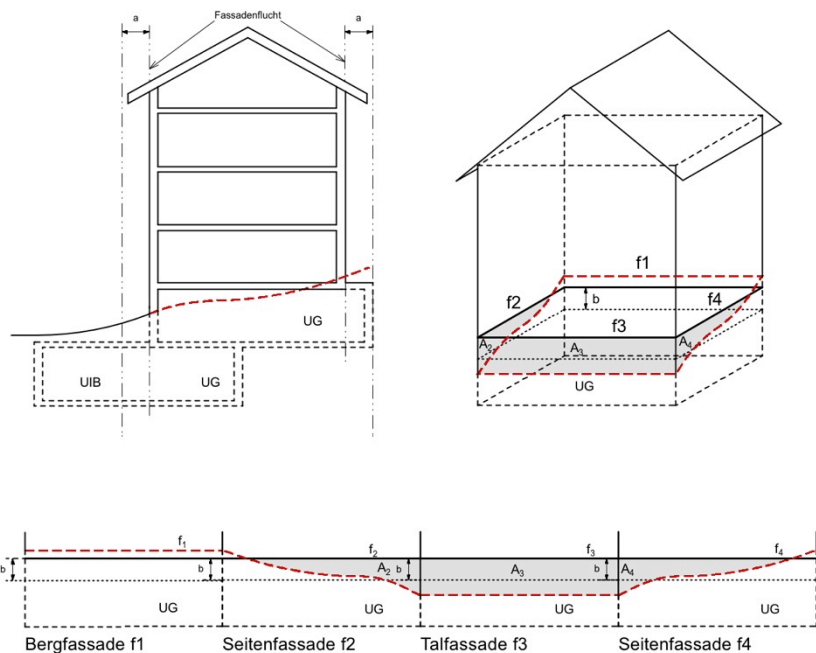 a Fassadenflucht a
UG
UIB UG
f1
f2 b f4
f3
A2 A3 A4
UG
f1 f2 f3 f4
b b A2 b A3 b A4
UG UG UG UG
Bergfassade f1 Seitenfassade f2 Talfassade f3 Seitenfassade f4